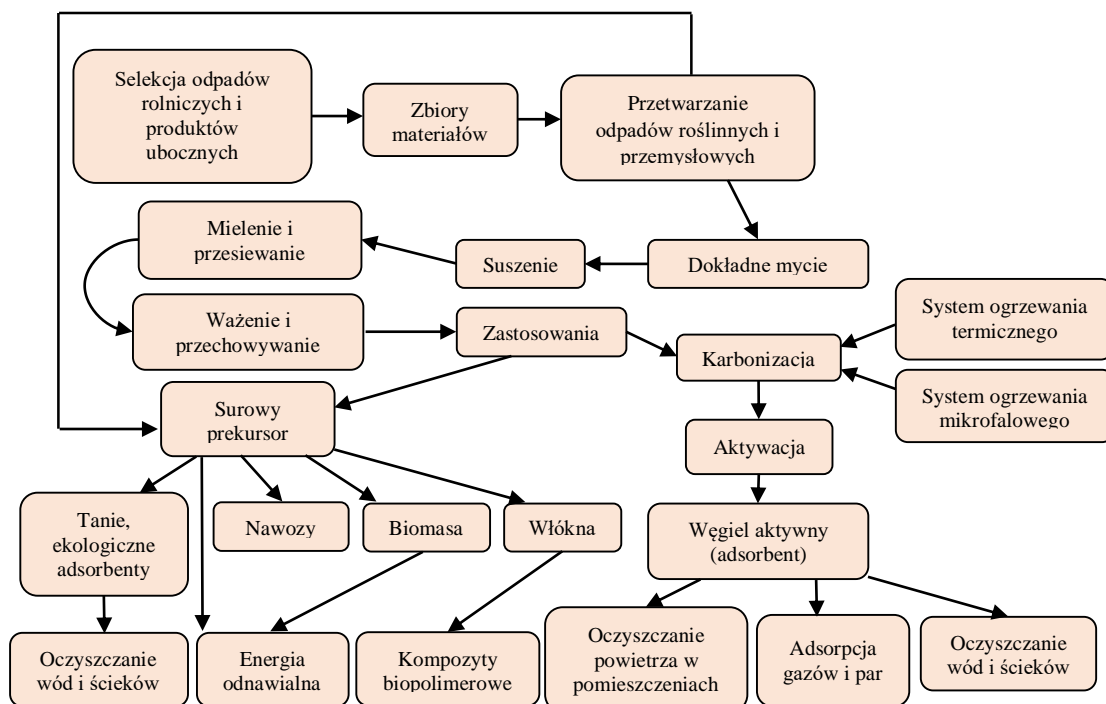 Selekcja odpadów
rolniczych i
produktów
ubocznych
Zbiory
materiałów
Przetwarzanie
odpadów roślinnych i
przemysłowych
Mielenie i
przesiewanie
Suszenie
Dokładne mycie
Ważenie i
przechowywanie
Zastosowania
Karbonizacja
System ogrzewania
termicznego
System ogrzewania
mikrofalowego
Surowy
prekursor
Aktywacja
Tanie,
ekologiczne
adsorbenty
Nawozy
Biomasa
Włókna
Węgiel aktywny
(adsorbent)
Oczyszczanie
wód i ścieków
Energia
odnawialna
Kompozyty
biopolimerowe
Oczyszczanie
powietrza w
pomieszczeniach
Adsorpcja
gazów i par
Oczyszczanie
wód i ścieków